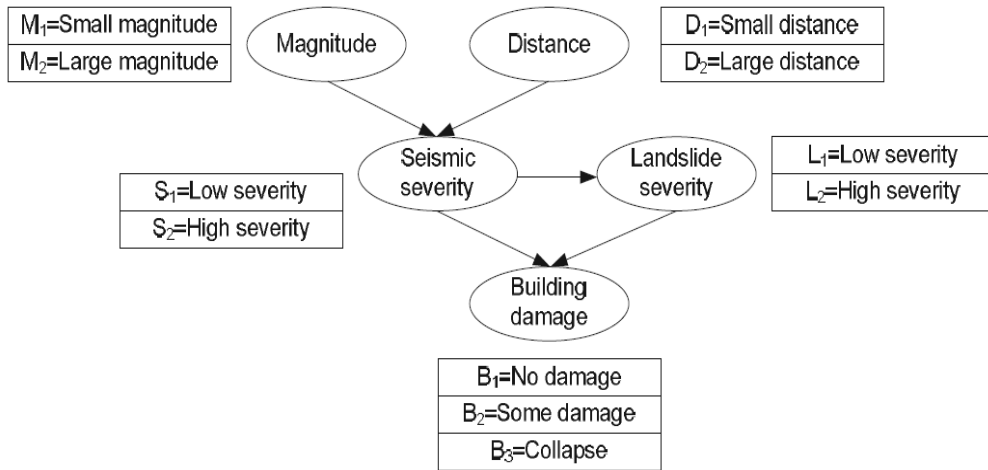 M₁=Small magnitude
M₂=Large magnitude
Magnitude
Distance
D₁=Small distance
D₂=Large distance
Seismic
severity
Landslide
severity
L₁=Low severity
L₂=High severity
S₁=Low severity
S₂=High severity
Building
damage
B₁=No damage
B₂=Some damage
B₃=Collapse